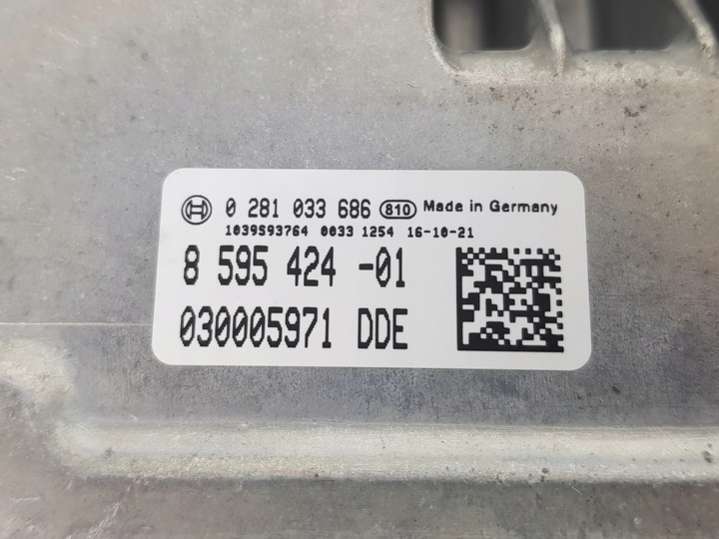 0 281 033 686 810 Made in Germany
1039S93764 0033 1254 16-10-21
8 595 424 -01
030005971 DDE